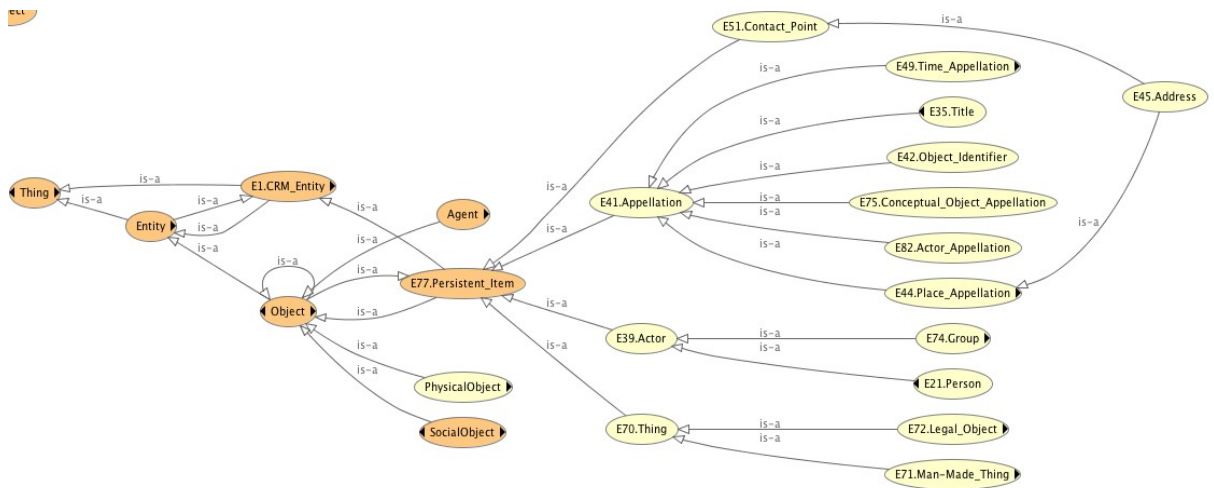 ect
is-a
E51.Contact_Point
is-a
E49.Time_Appellation
E45.Address
is-a
E35.Title
is-a
E42.Object_Identifier
is-a
is-a
E1.CRM_Entity
is-a
Thing
is-a
E75.Conceptual_Object_Appellation
E41.Appellation
is-a
is-a
is-a
Agent
is-a
is-a
Entity
is-a
is-a
is-a
is-a
E82.Actor_Appellation
is-a
is-a
is-a
is-a
E77.Persistent_Item
E44.Place_Appellation
Object
is-a
is-a
is-a
E39.Actor
E74.Group
is-a
is-a
is-a
PhysicalObject
E21.Person
is-a
is-a
SocialObject
E70.Thing
E72.Legal_Object
is-a
E71.Man-Made_Thing